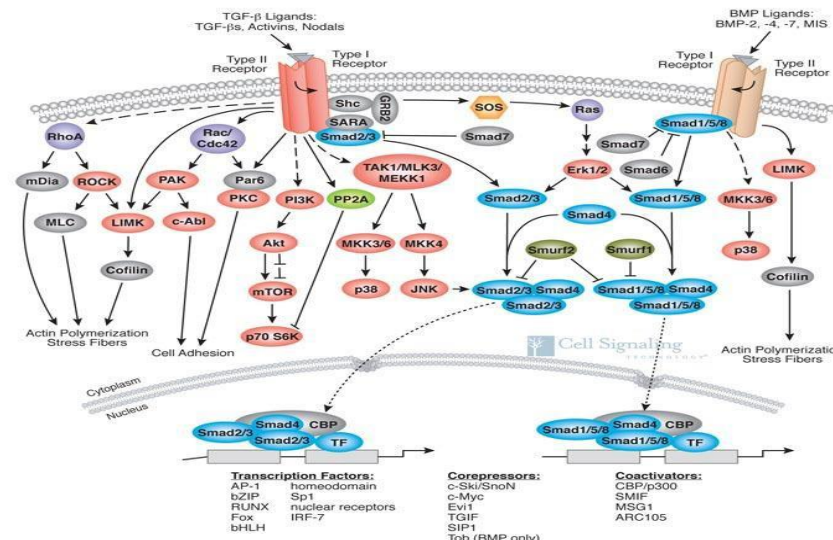 TGF-β Ligands:
TGF-βs, Activins, Nodals
BMP Ligands:
BMP-2, -4, -7, MIS
Type II
Receptor
Type I
Receptor
Type I
Receptor
Type II
Receptor
Shc
GRB2
SARA
Smad2/3
SOS
Ras
Smad7
Smad1/5/8
RhoA
Rac/
Cdc42
Smad7
Smad6
mDia
ROCK
PAK
Par6
PKC
PI3K
PP2A
TAK1/MLK3/
MEKK1
Erk1/2
LIMK
MLC
LIMK
c-Abl
Akt
MKK3/6
MKK4
Smad2/3
Smad4
Smad1/5/8
MKK3/6
p38
Smurf2
Smurf1
Cofilin
mTOR
p38
JNK
Smad2/3
Smad4
Smad2/3
Smad1/5/8
Smad4
Smad1/5/8
Cofilin
Actin Polymerization
Stress Fibers
Cell Adhesion
p70 S6K
Cell Signaling
TECHNOLOGY®
Actin Polymerization
Stress Fibers
Cytoplasm
Nucleus
Smad4
CBP
Smad2/3
Smad2/3
TF
Smad4
CBP
Smad1/5/8
Smad1/5/8
TF
Transcription Factors:
AP-1 homeodomain
bZIP Sp1
RUNX nuclear receptors
Fox IRF-7
bHLH
Corepressors:
c-Ski/SnoN
c-Myc
Evi1
TGIF
SIP1
Tob (BMP only)
Coactivators:
CBP/p300
SMIF
MSG1
ARC105